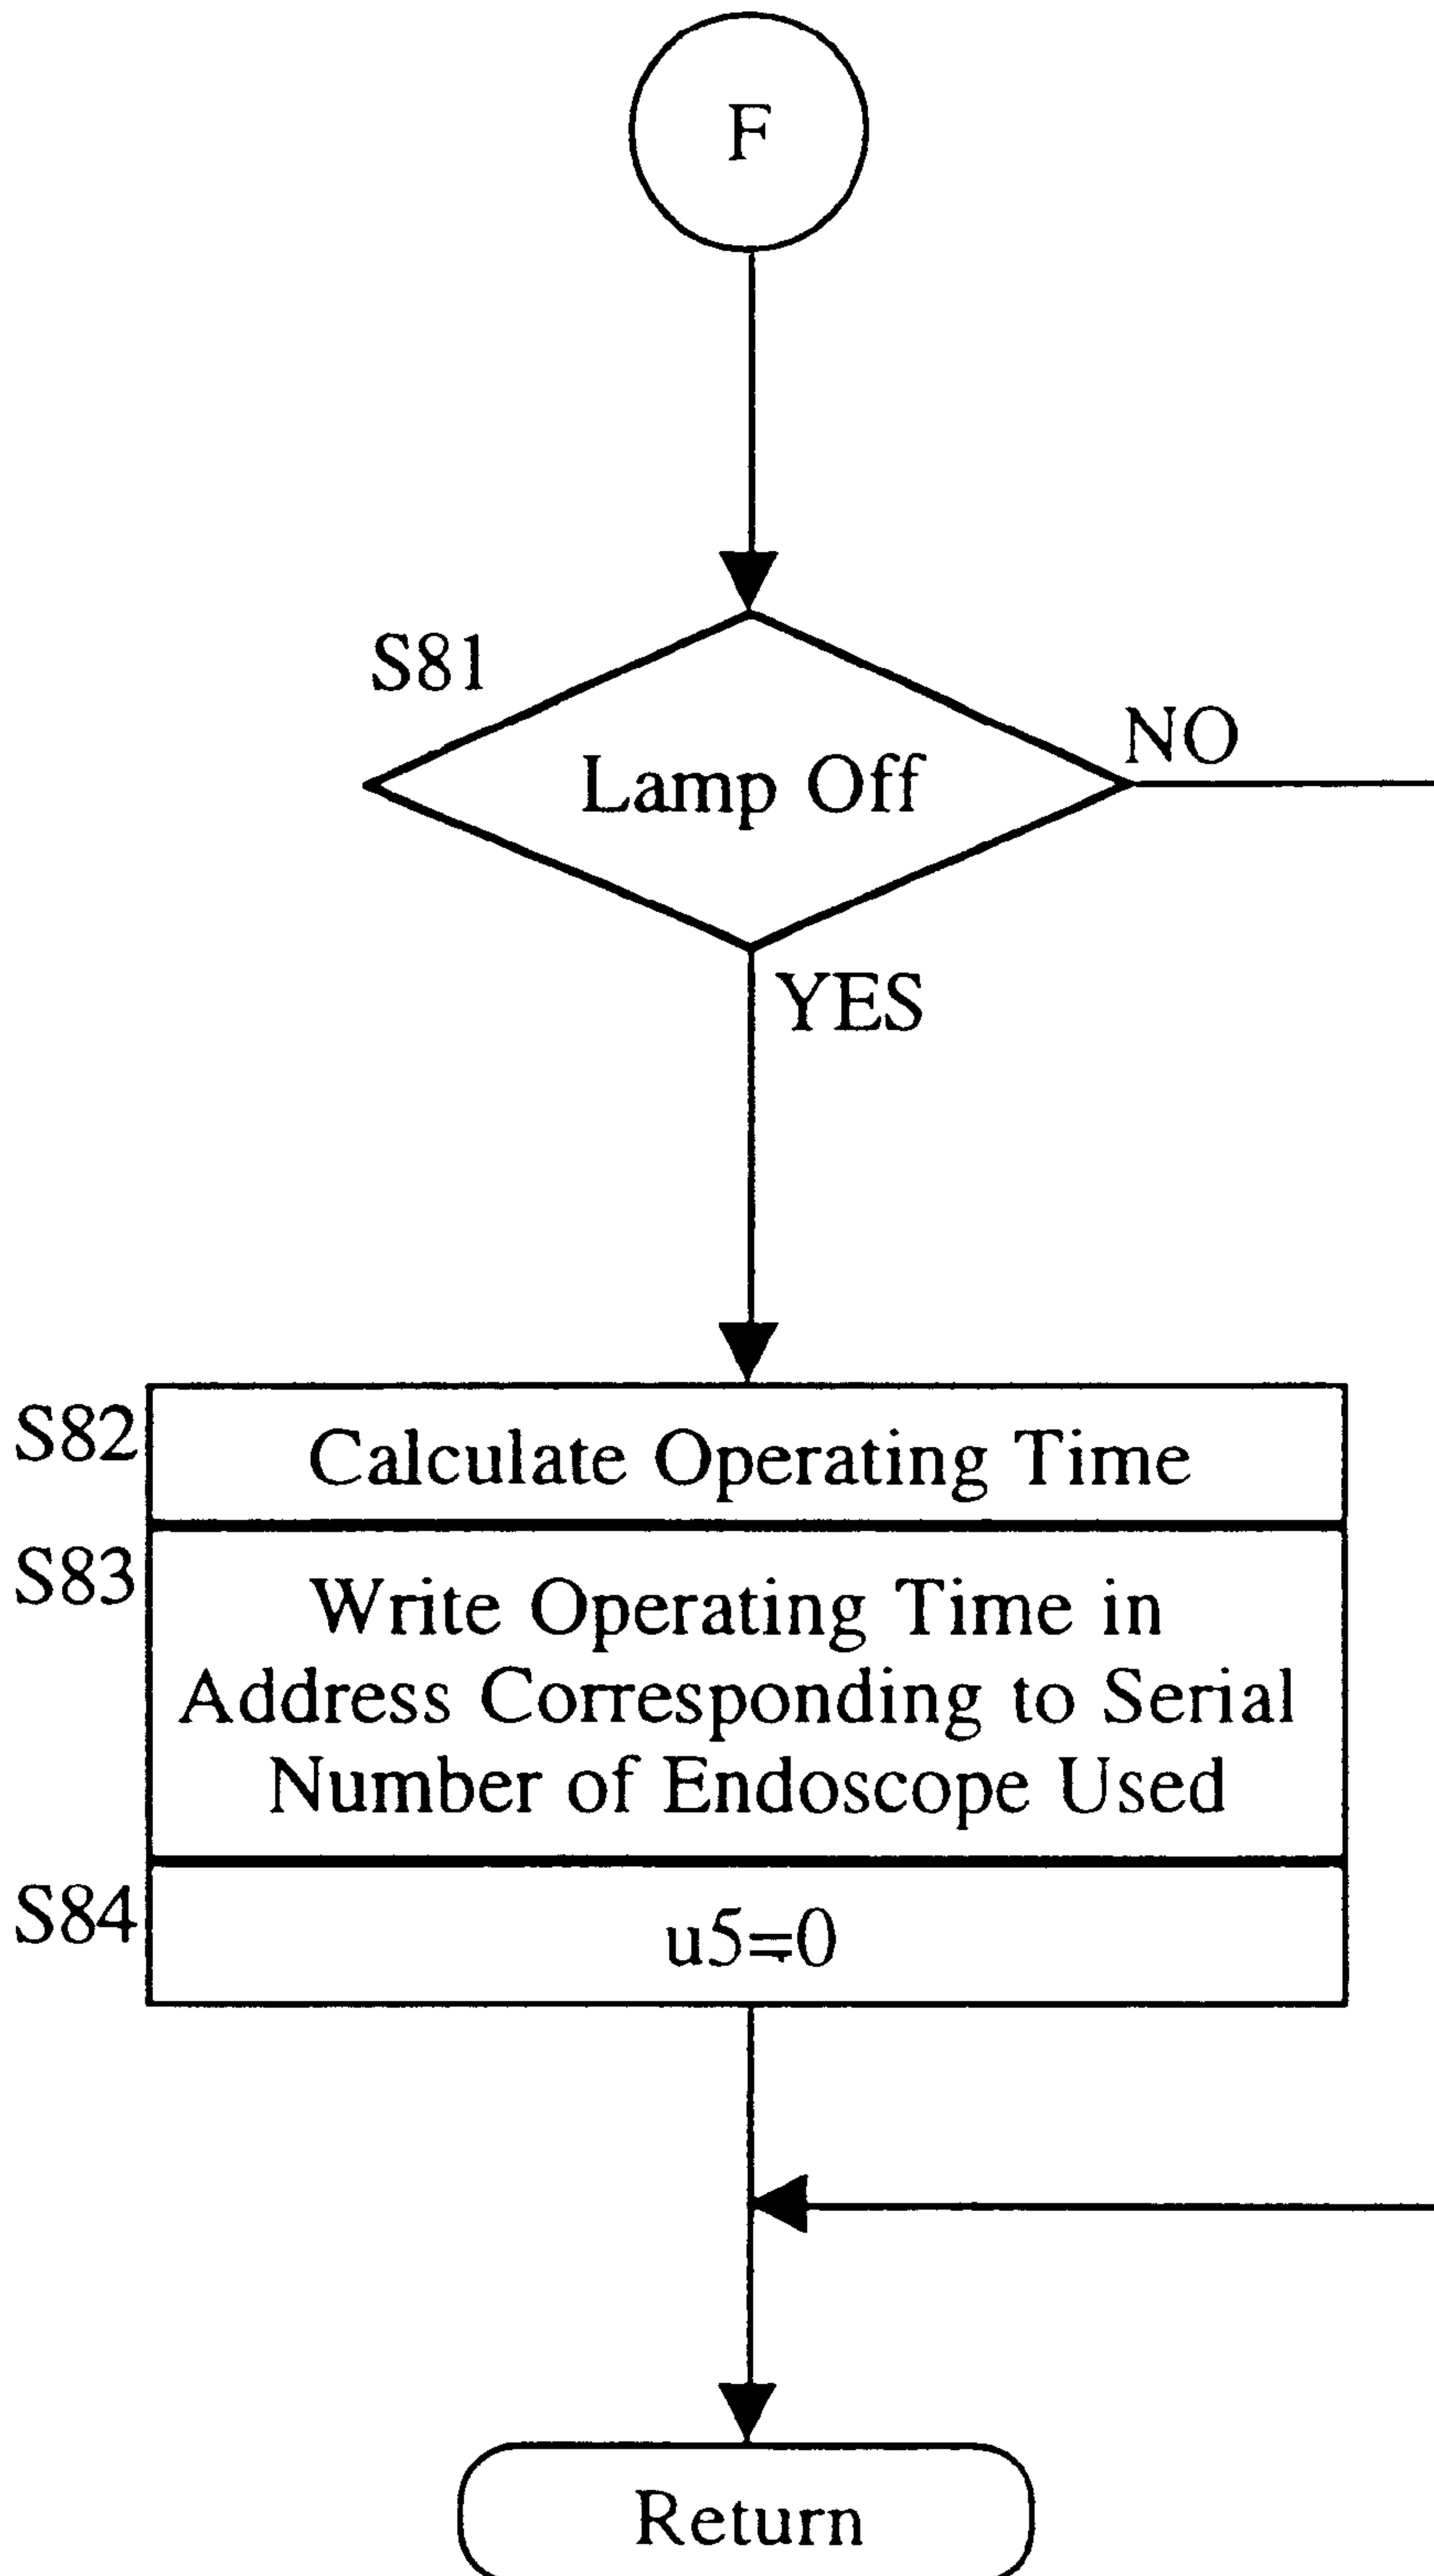 F
S81
Lamp Off
NO
YES
S82
Calculate Operating Time
S83
Write Operating Time in
Address Corresponding to Serial
Number of Endoscope Used
S84
u5=0
Return